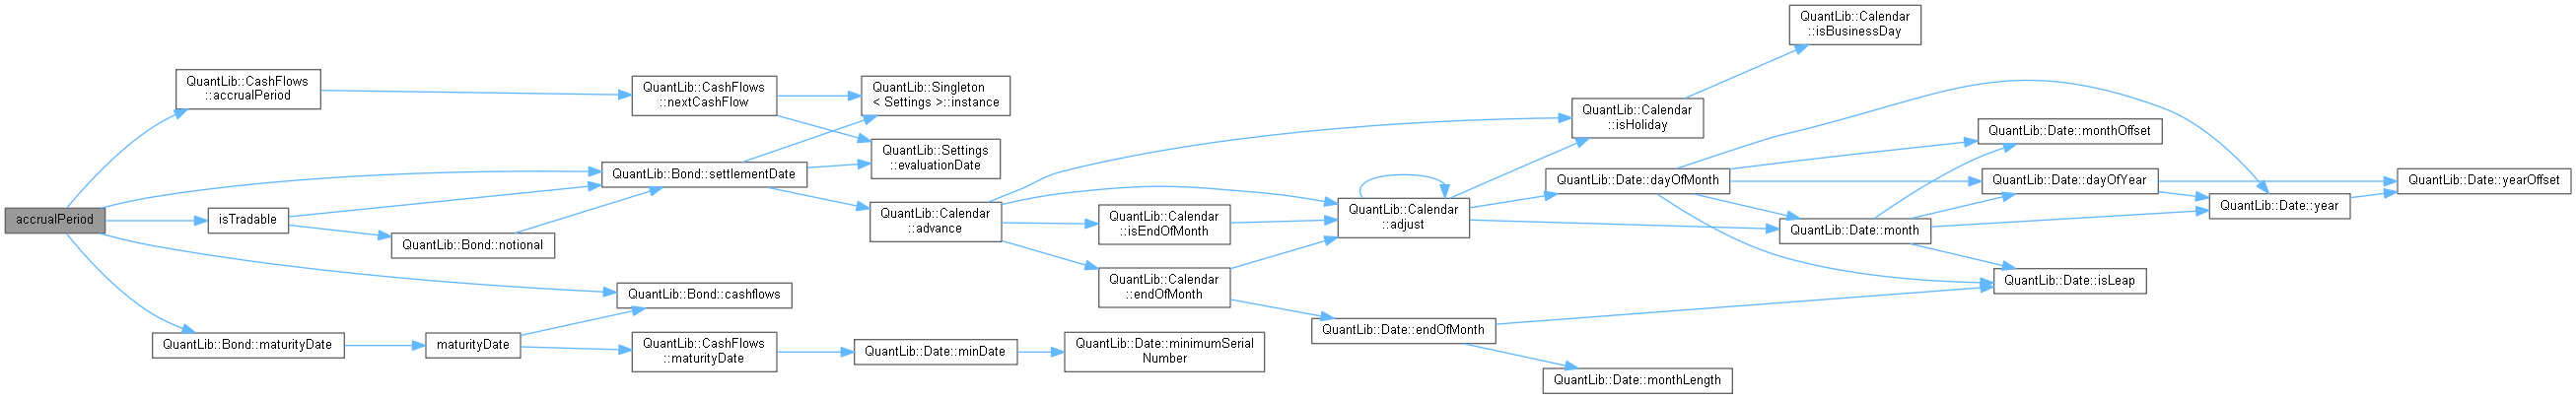 accrualPeriod
QuantLib::CashFlows
::accrualPeriod
isTradable
QuantLib::Bond::maturityDate
QuantLib::Bond::notional
maturityDate
QuantLib::CashFlows
::nextCashFlow
QuantLib::Bond::settlementDate
QuantLib::Bond::cashflows
QuantLib::CashFlows
::maturityDate
QuantLib::Singleton
< Settings >::instance
QuantLib::Settings
::evaluationDate
QuantLib::Calendar
::advance
QuantLib::Date::minDate
QuantLib::Calendar
::isEndOfMonth
QuantLib::Calendar
::endOfMonth
QuantLib::Date::minimumSerial
Number
QuantLib::Calendar
::adjust
QuantLib::Date::endOfMonth
QuantLib::Calendar
::isHoliday
QuantLib::Date::dayOfMonth
QuantLib::Date::monthLength
QuantLib::Calendar
::isBusinessDay
QuantLib::Date::month
QuantLib::Date::monthOffset
QuantLib::Date::dayOfYear
QuantLib::Date::isLeap
QuantLib::Date::year
QuantLib::Date::yearOffset